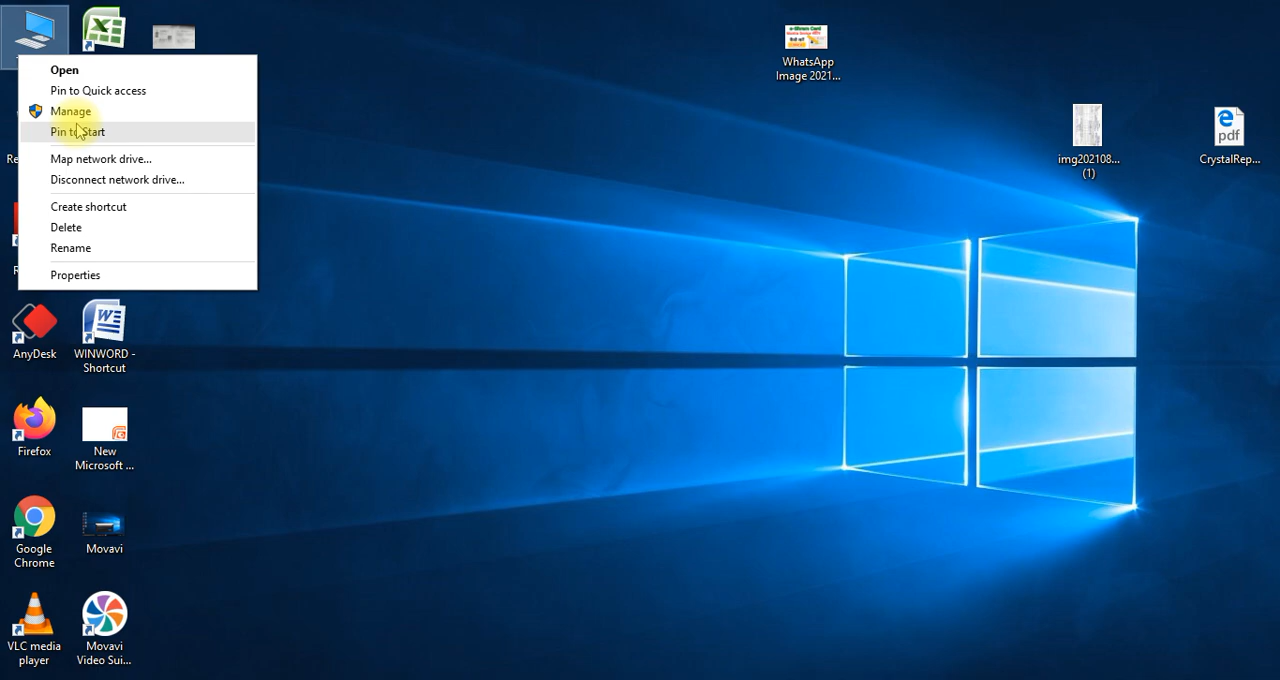 Open
Pin to Quick access
Manage
Pin to Start
Map network drive...
Disconnect network drive...
Create shortcut
Delete
Rename
Properties
Re
R
AnyDesk
WINWORD -
Shortcut
Firefox
New
Microsoft ...
Google
Chrome
Movavi
VLC media
player
Movavi
Video Sui...
WhatsApp
Image 2021...
img202108...
(1)
pdf
CrystalRep...